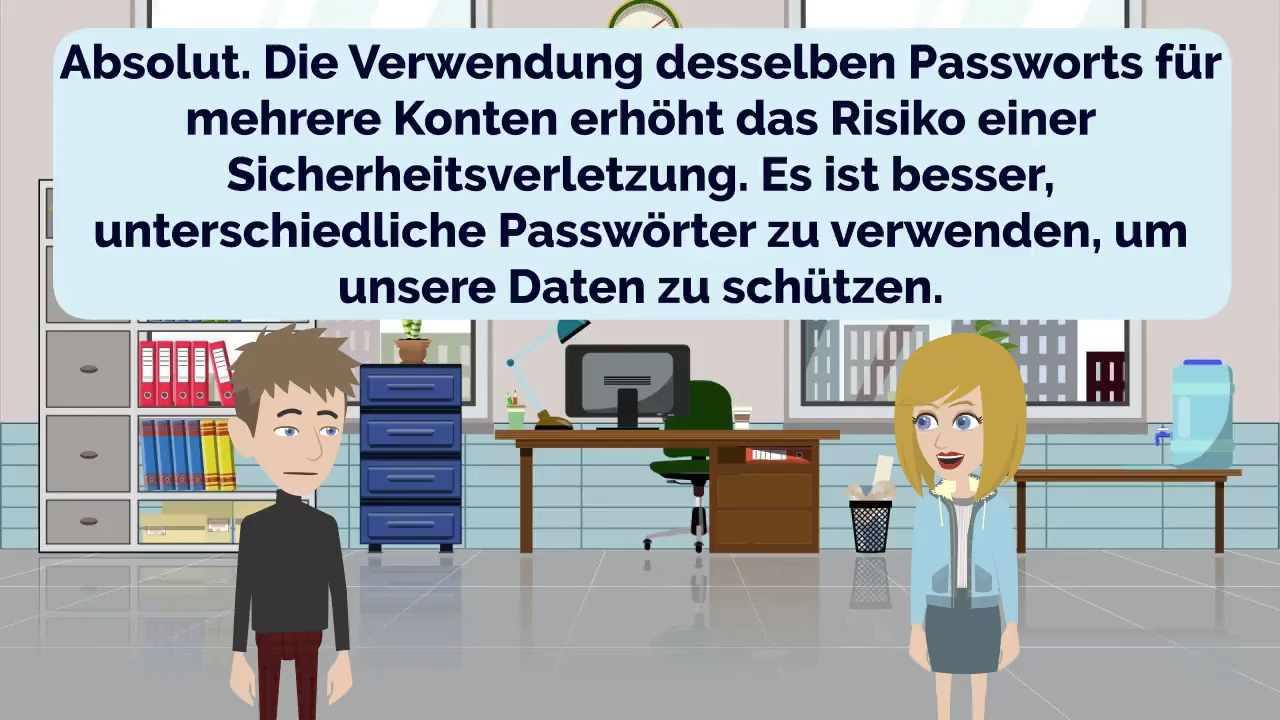 Absolut. Die Verwendung desselben Passworts für
mehrere Konten erhöht das Risiko einer
Sicherheitsverletzung. Es ist besser,
unterschiedliche Passwörter zu verwenden, um
unsere Daten zu schützen.